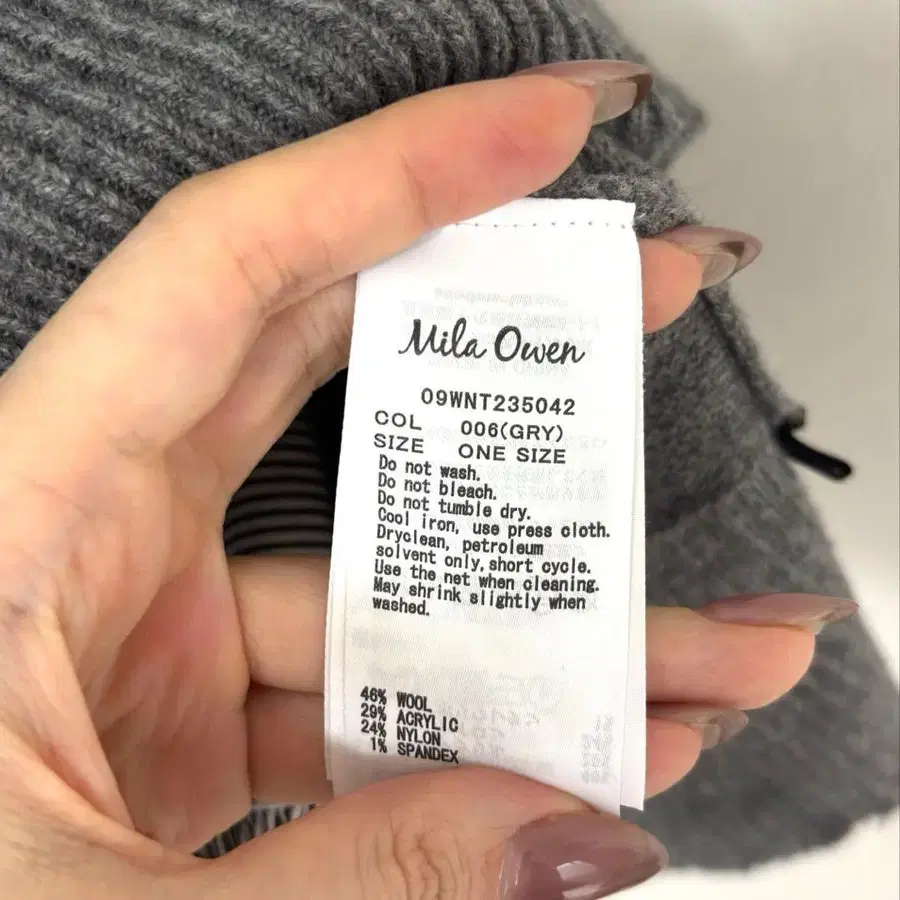 Mila Owen
09WNT235042
COL 006(GRY)
SIZE ONE SIZE
Do not wash.
Do not bleach.
Do not tumble dry.
Cool iron, use press cloth.
Dryclean, petroleum
solvent only,short cycle.
Use the net when cleaning.
May shrink slightly when
washed.
46% WOOL
29% ACRYLIC
24% NYLON
1% SPANDEX